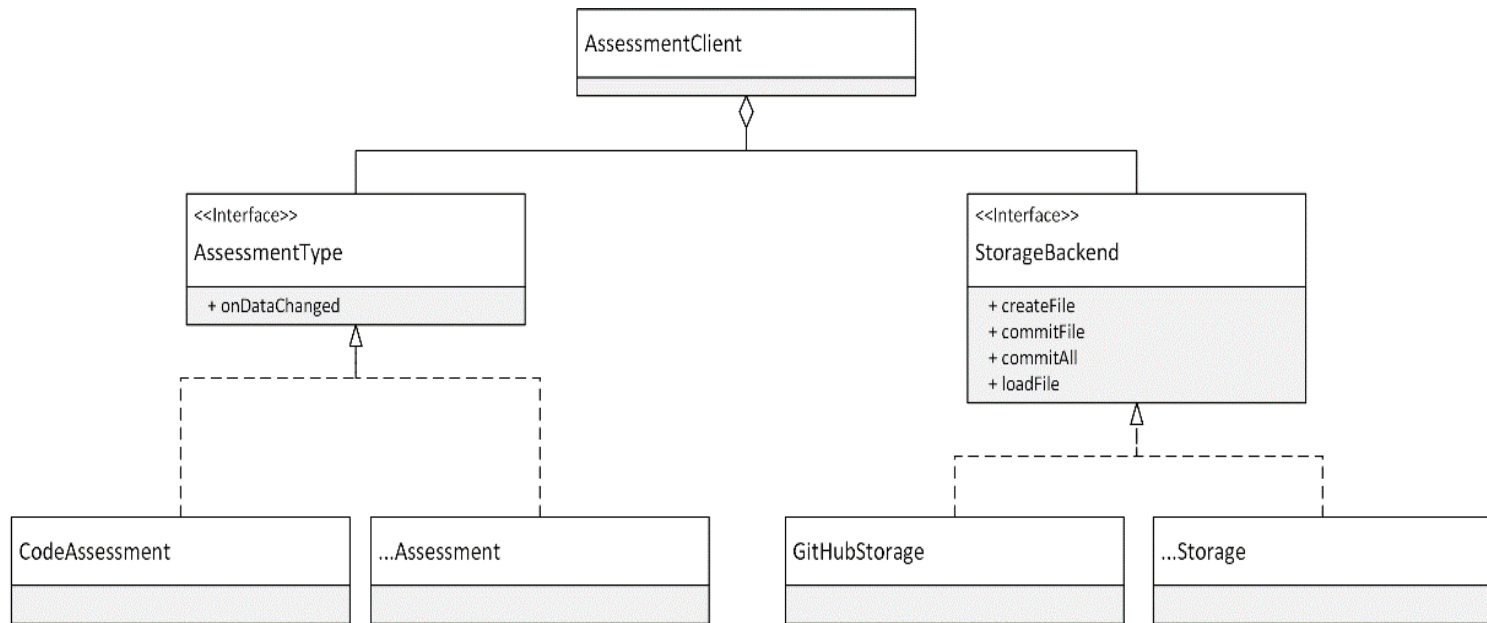 AssessmentClient
<<Interface>>
AssessmentType
+ onDataChanged
<<Interface>>
StorageBackend
+ createFile
+ commitFile
+ commitAll
+ loadFile
CodeAssessment
...Assessment
GitHubStorage
...Storage